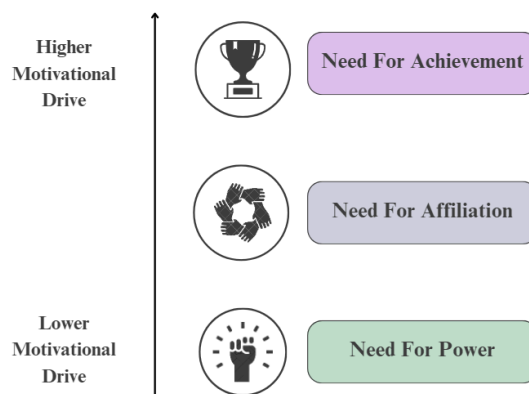 Higher
Motivational
Drive
Need For Achievement
Need For Affiliation
Lower
Motivational
Drive
Need For Power